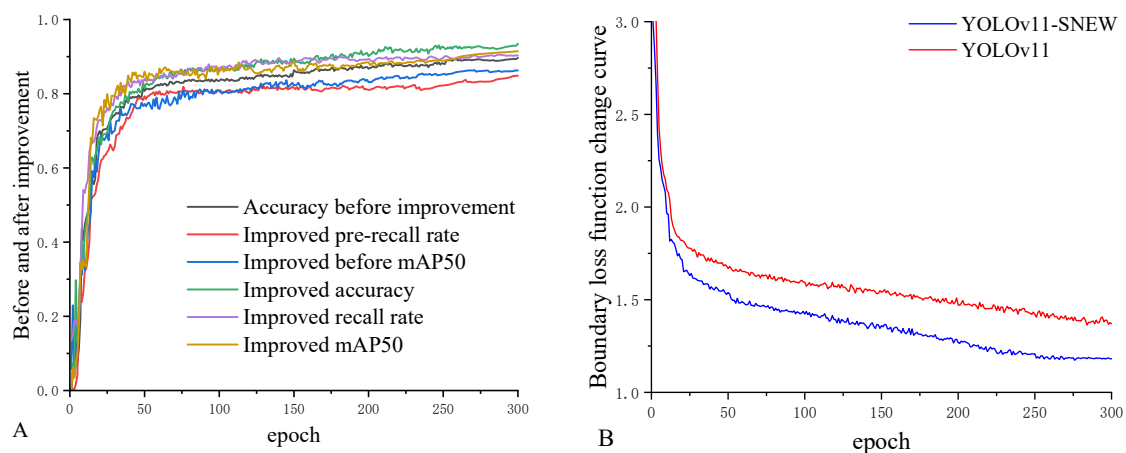 Before and after improvement
1.0
0.8
0.6
0.4
0.2
0.0
Accuracy before improvement
Improved pre-recall rate
Improved before mAP50
Improved accuracy
Improved recall rate
Improved mAP50
0
50
100
150
200
250
300
epoch
A
Boundary loss function change curve
3.0
2.5
2.0
1.5
1.0
YOLOv11-SNEW
YOLOv11
0
50
100
150
200
250
300
epoch
B